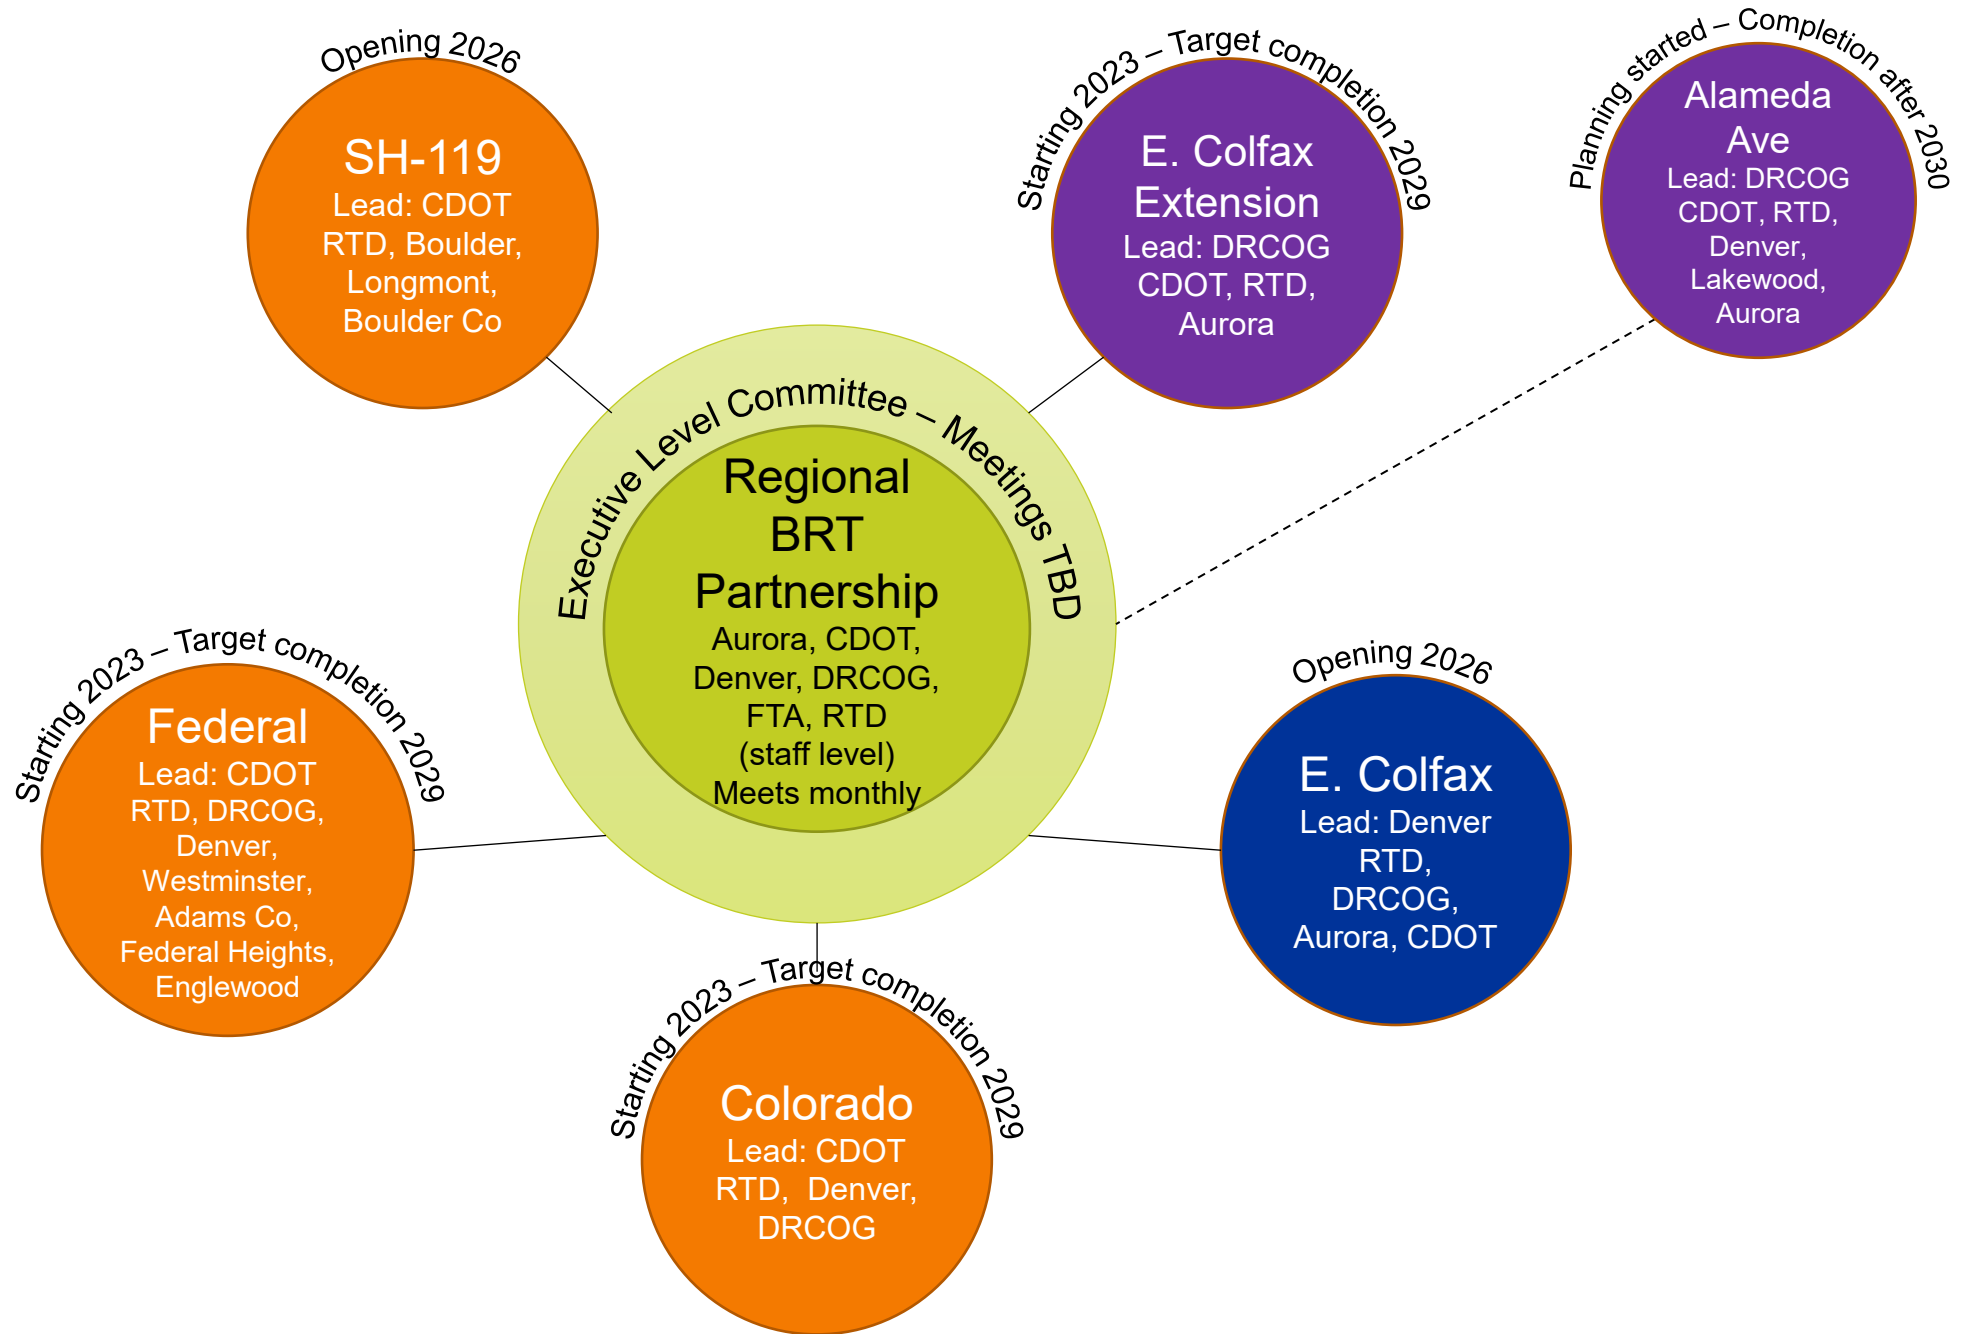 Opening 2026
SH-119
Lead: CDOT
RTD, Boulder,
Longmont,
Boulder Co
Starting 2023 – Target completion 2029
E. Colfax
Extension
Lead: DRCOG
CDOT, RTD,
Aurora
Planning started – Completion after 2030
Alameda
Ave
Lead: DRCOG
CDOT, RTD,
Denver,
Lakewood,
Aurora
Executive Level Committee – Meetings TBD
Regional
BRT
Partnership
Aurora, CDOT,
Denver, DRCOG,
FTA, RTD
(staff level)
Meets monthly
Starting 2023 – Target completion 2029
Federal
Lead: CDOT
RTD, DRCOG,
Denver,
Westminster,
Adams Co,
Federal Heights,
Englewood
Opening 2026
E. Colfax
Lead: Denver
RTD,
DRCOG,
Aurora, CDOT
Starting 2023 – Target completion 2029
Colorado
Lead: CDOT
RTD,  Denver,
DRCOG